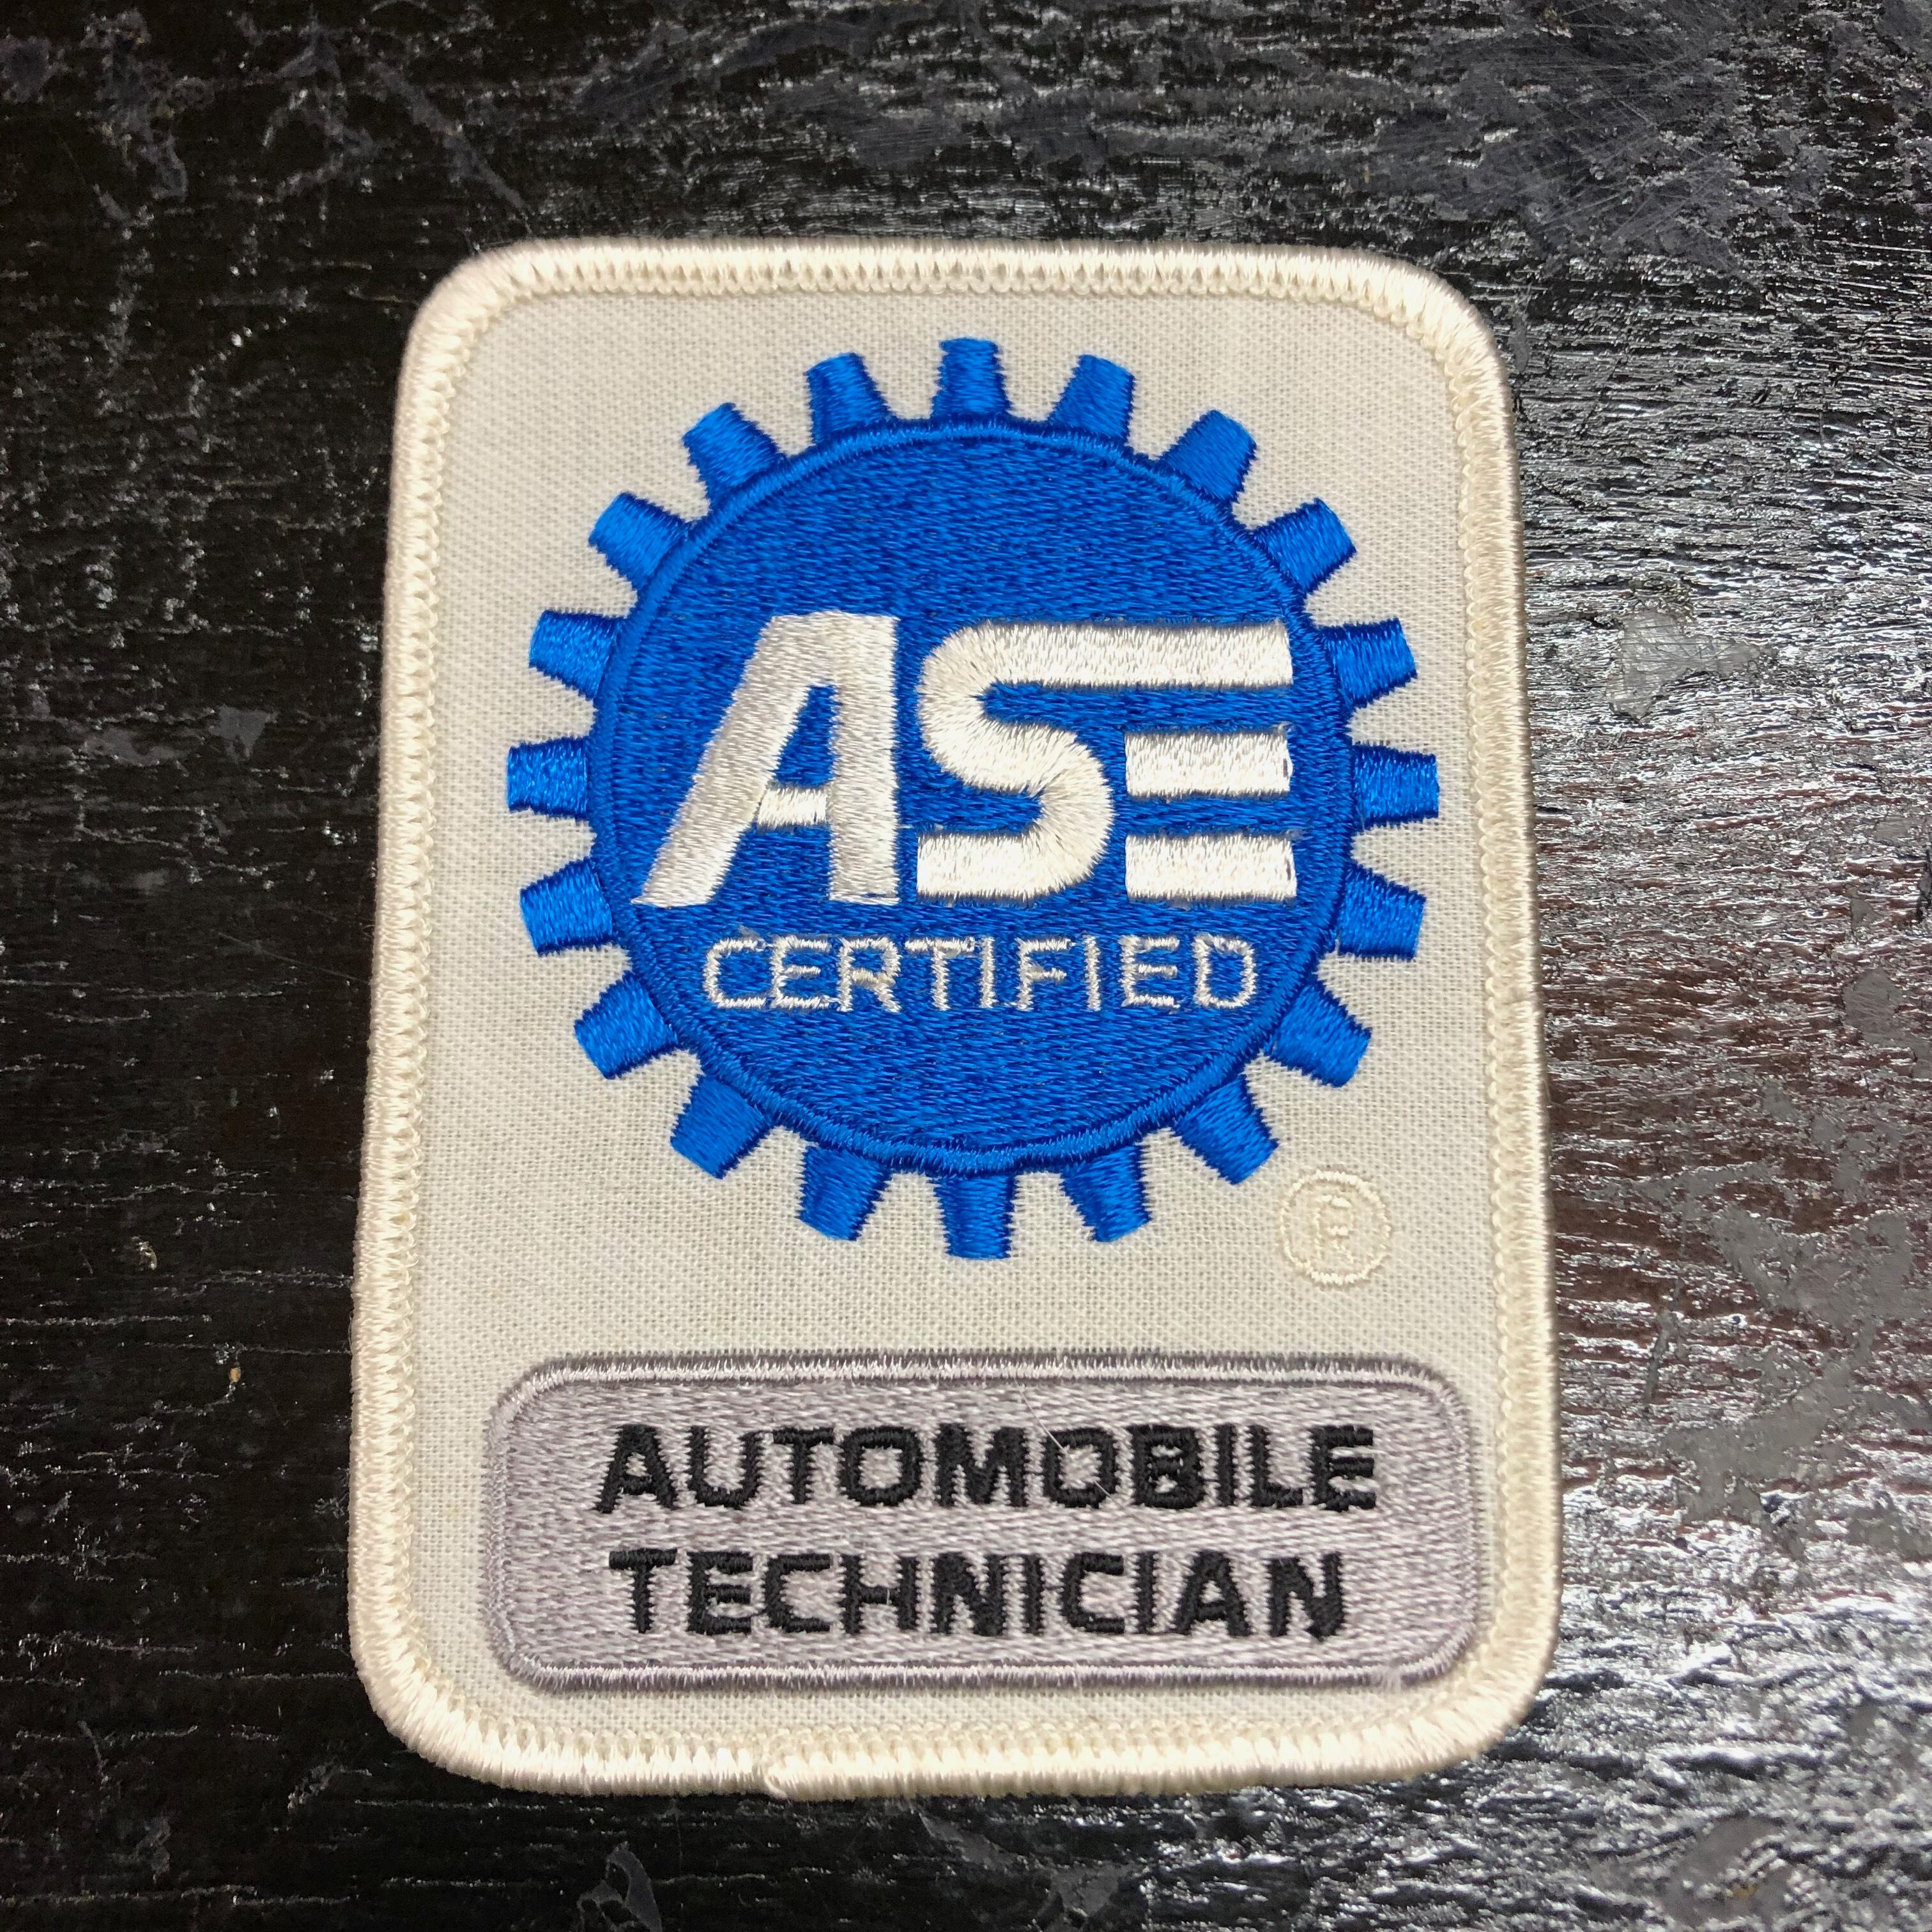 ASE
CERTIFIED
®
AUTOMOBILE
TECHNICIAN